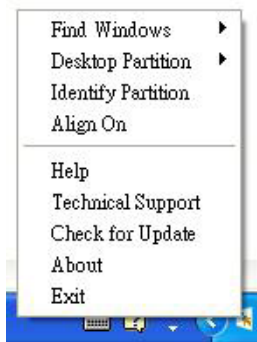 Find Windows
Desktop Partition
Identify Partition
Align On
Help
Technical Support
Check for Update
About
Exit